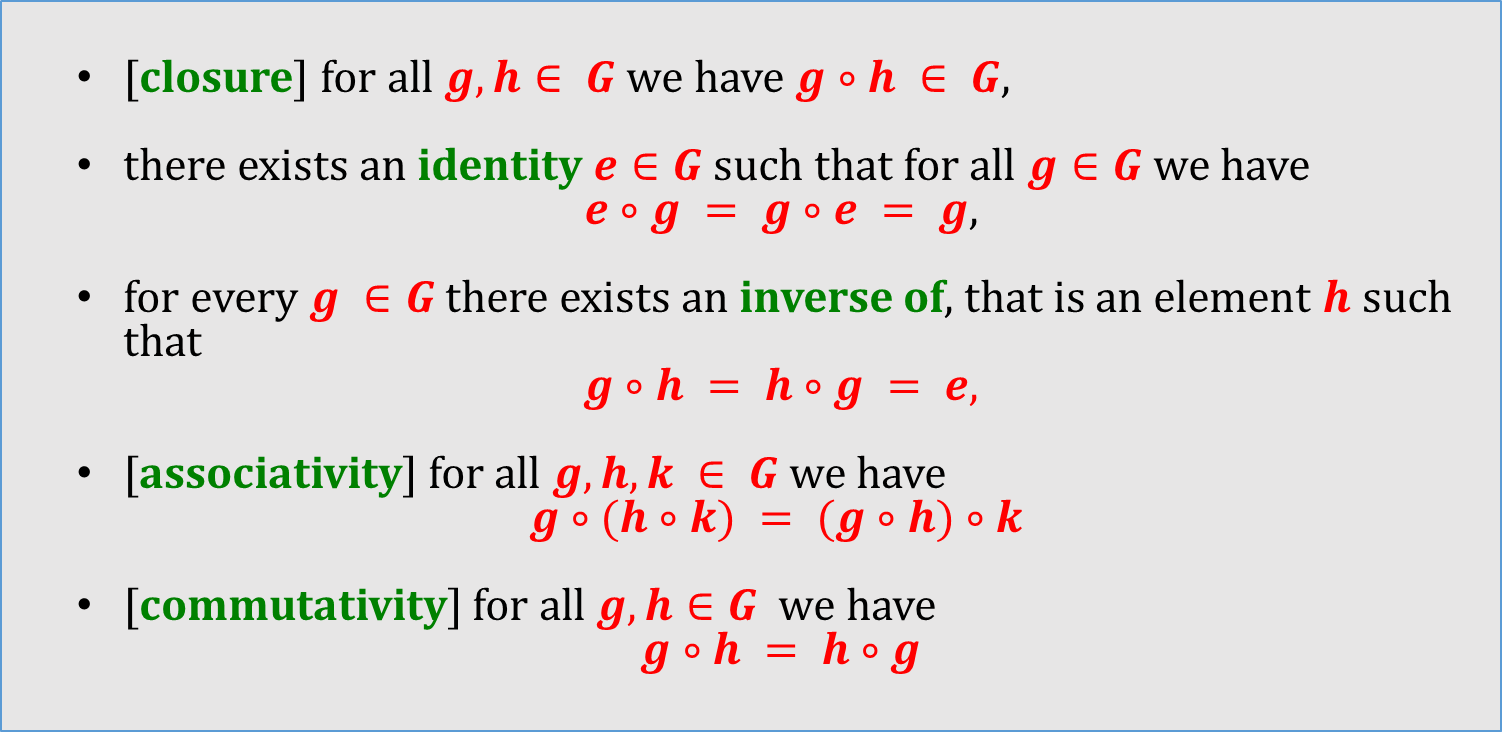 • [closure] for all g, h ∈ G we have g ∘ h ∈ G,
• there exists an identity e ∈ G such that for all g ∈ G we have
e ∘ g = g ∘ e = g,
• for every g ∈ G there exists an inverse of, that is an element h such
that
g ∘ h = h ∘ g = e,
• [associativity] for all g, h, k ∈ G we have
g ∘ (h ∘ k) = (g ∘ h) ∘ k
• [commutativity] for all g, h ∈ G we have
g ∘ h = h ∘ g